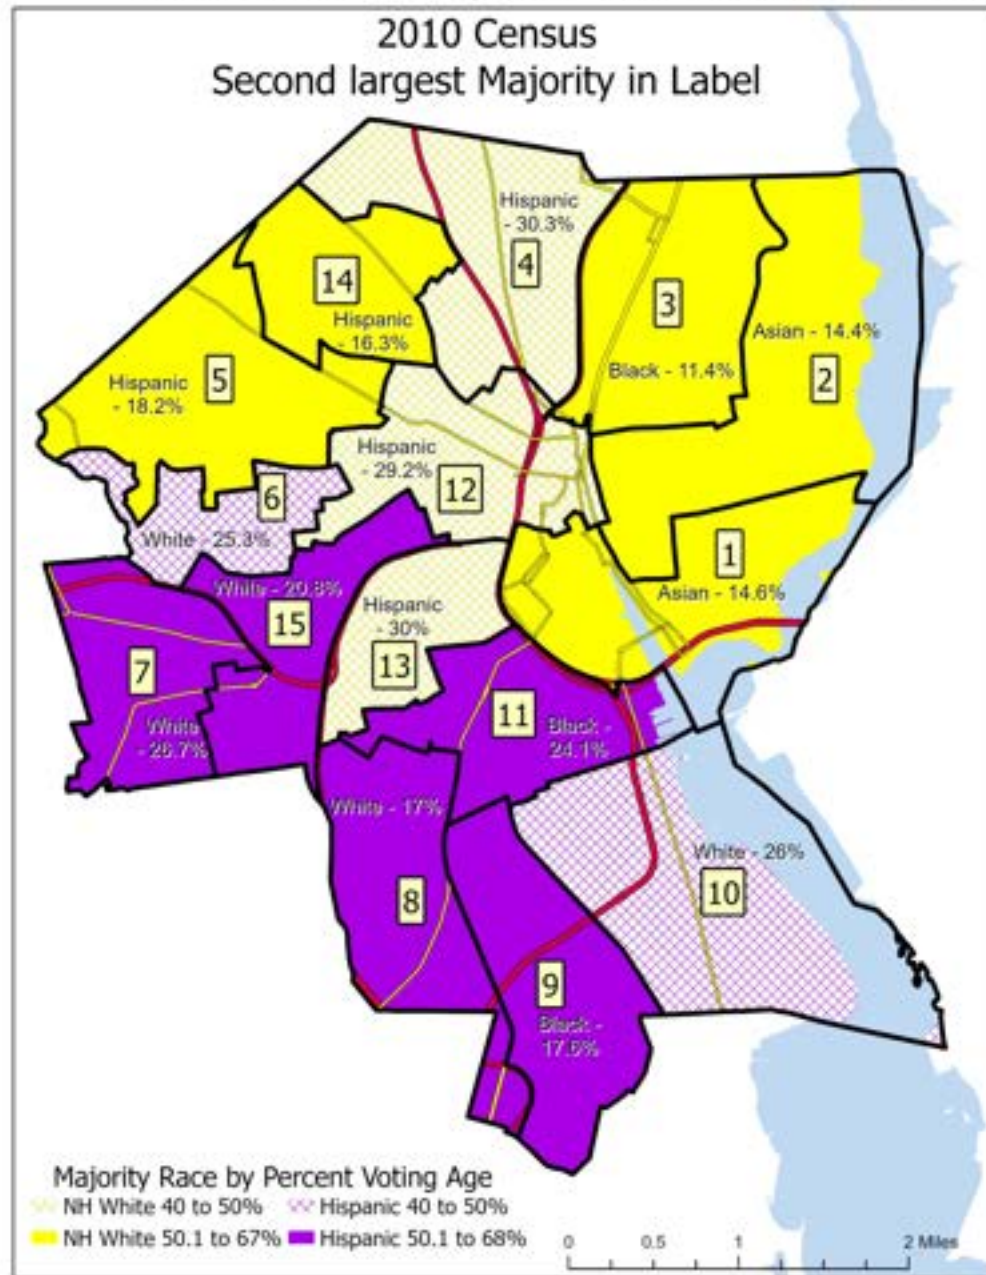 2010 Census
Second largest Majority in Label
Hispanic
- 30.3%
4
14
Hispanic
- 16.3%
3
Black - 11.4%
Asian - 14.4%
2
Hispanic
- 18.2%
5
Hispanic
- 29.2%
12
6
White - 25.3%
1
Asian - 14.6%
White - 20.8%
15
Hispanic
- 30%
13
7
White
- 26.7%
11
Black -
24.1%
White - 17%
8
White - 26%
10
9
Black -
17.6%
Majority Race by Percent Voting Age
NH White 40 to 50% Hispanic 40 to 50%
NH White 50.1 to 67% Hispanic 50.1 to 68%
0 0.5 1 2 Miles